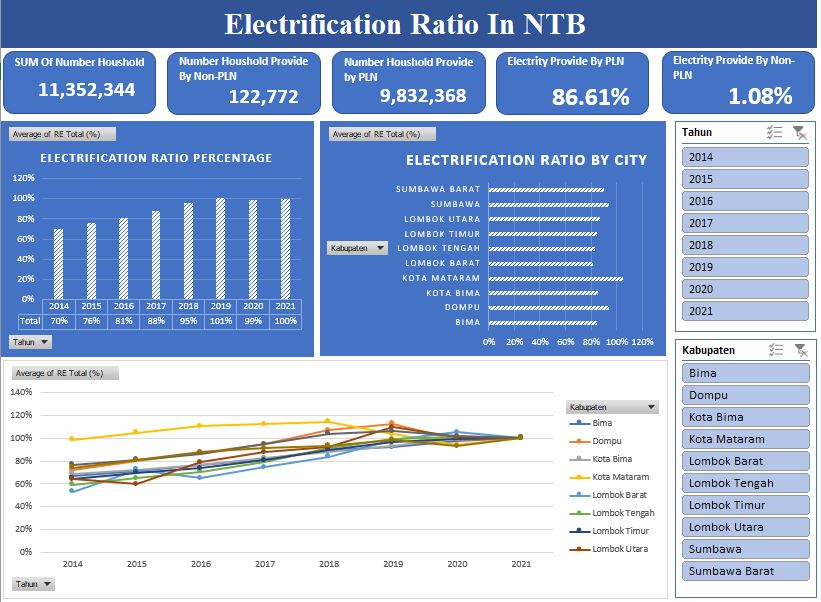 Electrification Ratio In NTB
SUM Of Number Houshold
11,352,344
Number Houshold Provide
By Non-PLN
122,772
Number Houshold Provide
by PLN
9,832,368
Electrity Provide By PLN
86.61%
Electrity Provide By Non-
PLN
1.08%
Average of RE Total (%)
ELECTRIFICATION RATIO PERCENTAGE
120%
100%
80%
60%
40%
20%
0%
2014 2015 2016 2017 2018 2019 2020 2021
Total 70% 76% 81% 88% 95% 101% 99% 100%
Tahun
Average of RE Total (%)
ELECTRIFICATION RATIO BY CITY
Kabupaten
SUMBAWA BARAT
SUMBAWA
LOMBOK UTARA
LOMBOK TIMUR
LOMBOK TENGAH
LOMBOK BARAT
KOTA MATARAM
KOTA BIMA
DOMPU
BIMA
0% 20% 40% 60% 80% 100% 120%
Tahun
2014
2015
2016
2017
2018
2019
2020
2021
Average of RE Total (%)
140%
120%
100%
80%
60%
40%
20%
0%
2014 2015 2016 2017 2018 2019 2020 2021
Tahun
Kabupaten
Bima
Dompu
Kota Bima
Kota Mataram
Lombok Barat
Lombok Tengah
Lombok Timur
Lombok Utara
Kabupaten
Bima
Dompu
Kota Bima
Kota Mataram
Lombok Barat
Lombok Tengah
Lombok Timur
Lombok Utara
Sumbawa
Sumbawa Barat